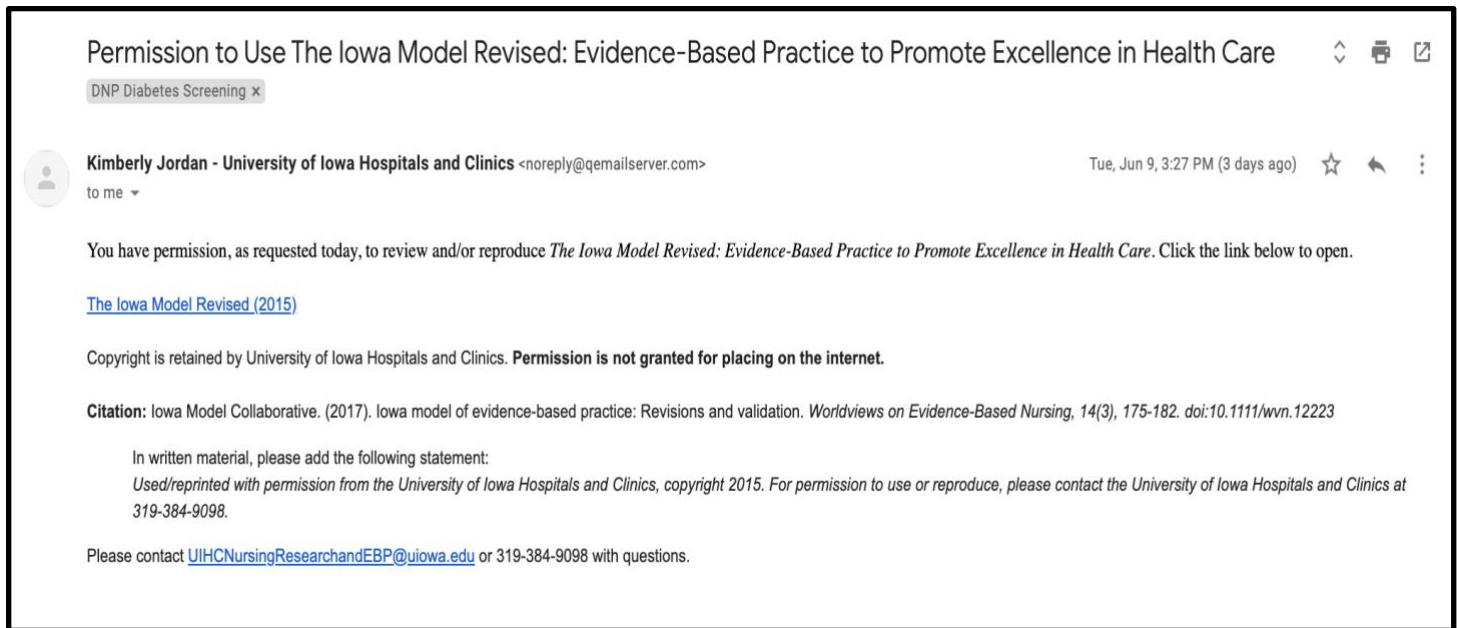 Permission to Use The Iowa Model Revised: Evidence-Based Practice to Promote Excellence in Health Care
DNP Diabetes Screening x
Kimberly Jordan - University of Iowa Hospitals and Clinics <noreply@qemailserver.com>
Tue, Jun 9, 3:27 PM (3 days ago)
to me
You have permission, as requested today, to review and/or reproduce The Iowa Model Revised: Evidence-Based Practice to Promote Excellence in Health Care. Click the link below to open.
The Iowa Model Revised (2015)
Copyright is retained by University of Iowa Hospitals and Clinics. Permission is not granted for placing on the internet.
Citation: Iowa Model Collaborative. (2017). Iowa model of evidence-based practice: Revisions and validation. Worldviews on Evidence-Based Nursing, 14(3), 175-182. doi:10.1111/wvn.12223
In written material, please add the following statement:
Used/reprinted with permission from the University of Iowa Hospitals and Clinics, copyright 2015. For permission to use or reproduce, please contact the University of Iowa Hospitals and Clinics at
319-384-9098.
Please contact UIHCNursingResearchandEBP@uiowa.edu or 319-384-9098 with questions.